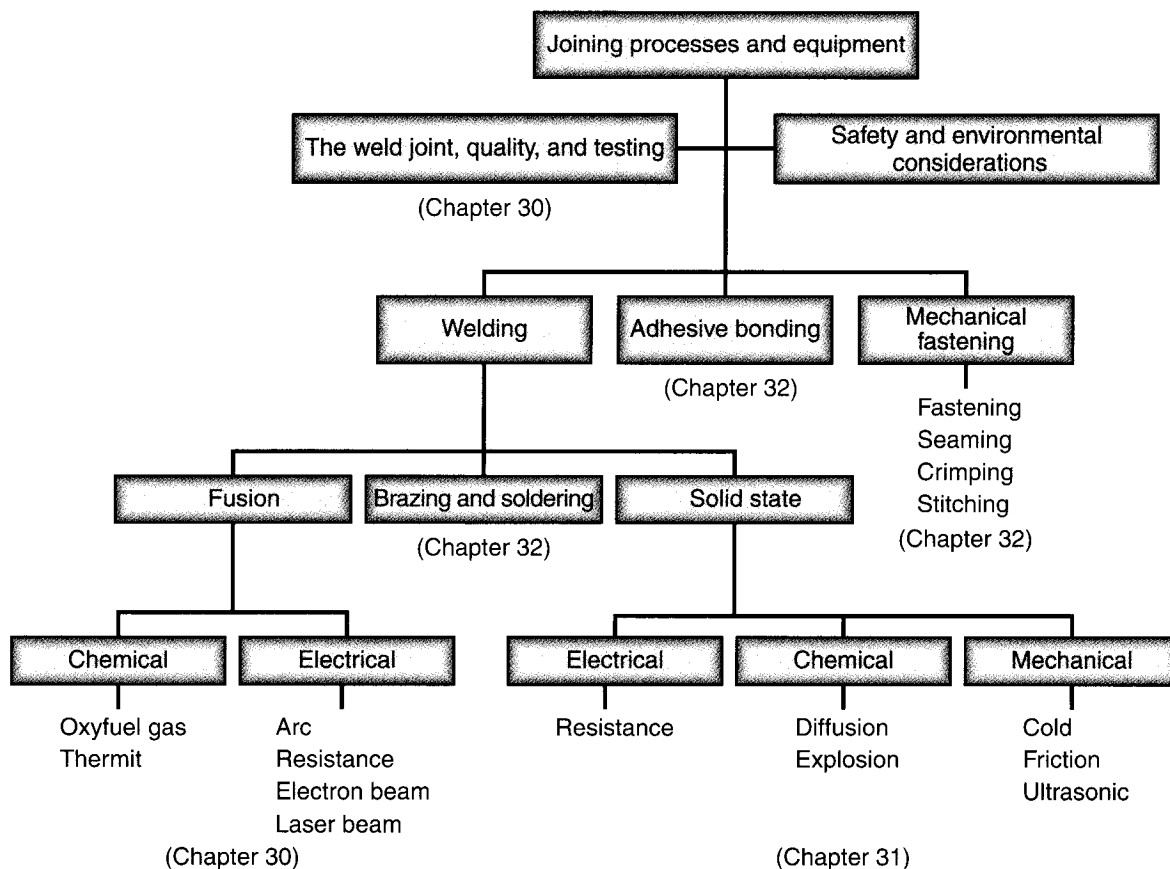 Joining processes and equipment
The weld joint, quality, and testing
Safety and environmental
considerations
(Chapter 30)
Welding
Adhesive bonding
Mechanical
fastening
(Chapter 32)
Fastening
Seaming
Crimping
Stitching
(Chapter 32)
Fusion
Brazing and soldering
Solid state
(Chapter 32)
Chemical
Electrical
Electrical
Chemical
Mechanical
Oxyfuel gas
Thermit
Arc
Resistance
Electron beam
Laser beam
(Chapter 30)
Resistance
Diffusion
Explosion
Cold
Friction
Ultrasonic
(Chapter 31)